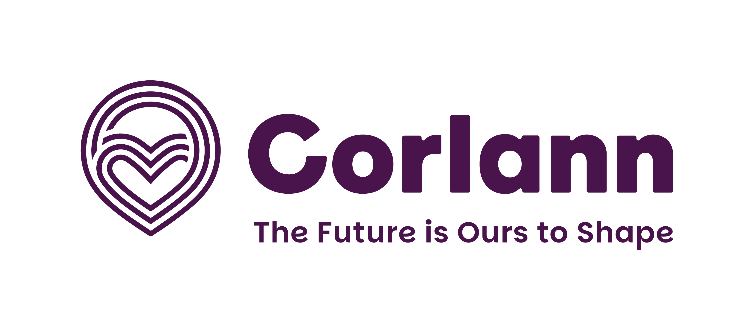 Corlann
The Future is Ours to Shape